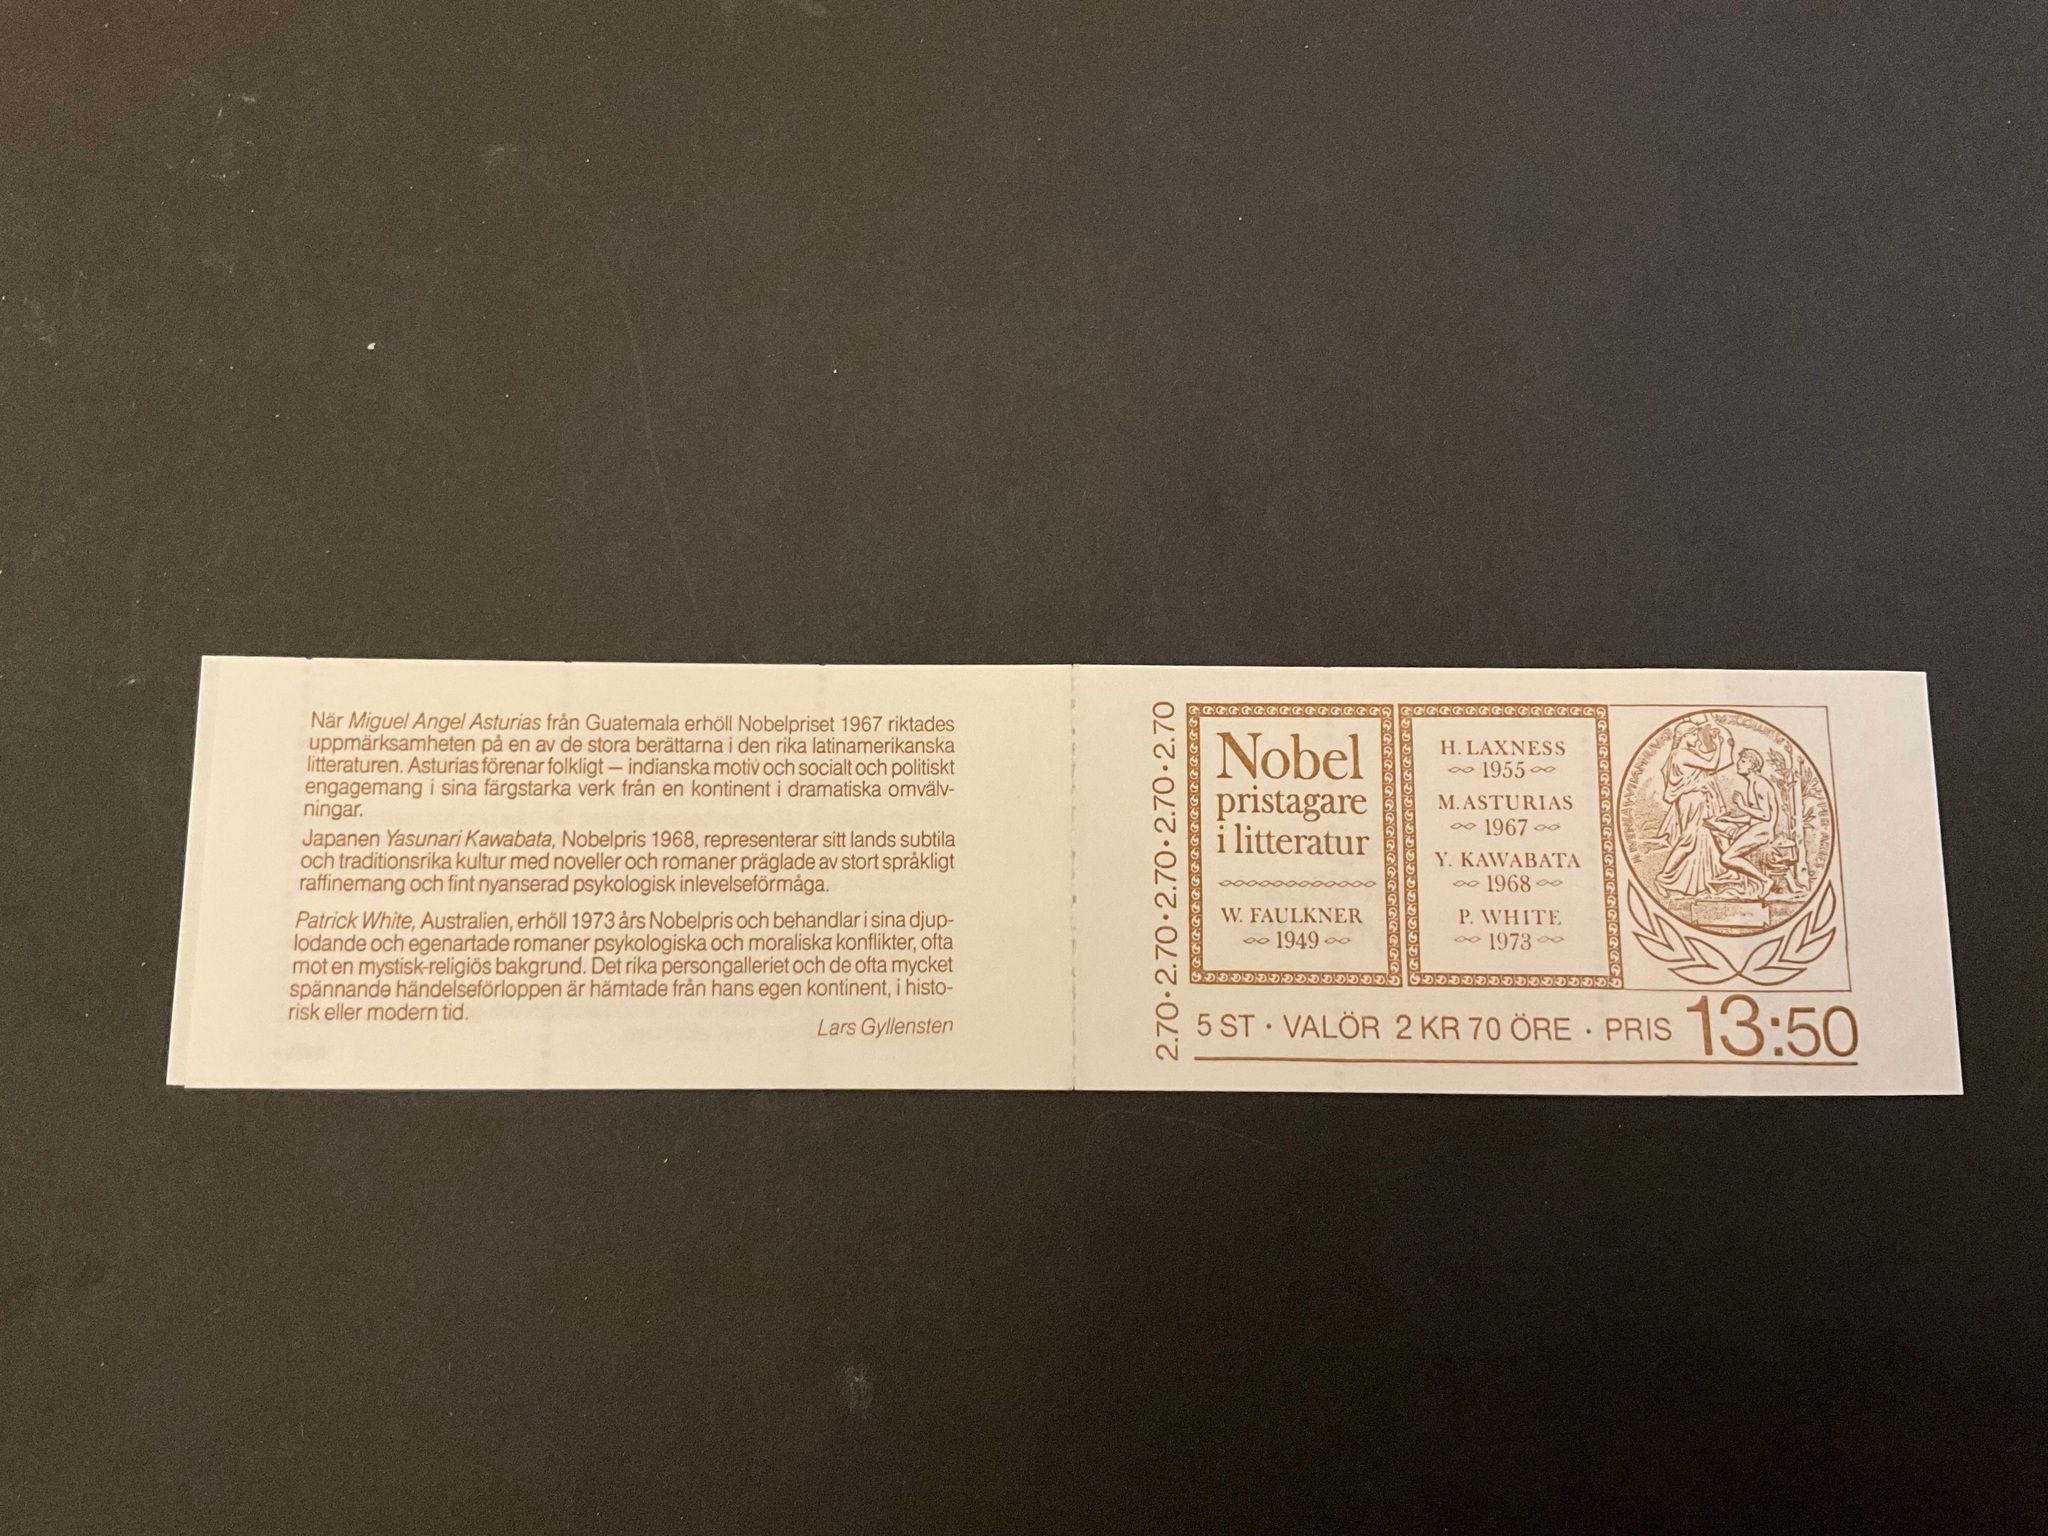 När Miguel Angel Asturias från Guatemala erhöll Nobelpriset 1967 riktades
uppmärksamheten på en av de stora berättarna i den rika latinamerikanska
litteraturen. Asturias förenar folkligt – indianska motiv och socialt och politiskt
engagemang i sina färgstarka verk från en kontinent i dramatiska omvälv-
ningar.
Japanen Yasunari Kawabata, Nobelpris 1968, representerar sitt lands subtila
och traditionsrika kultur med noveller och romaner präglade av stort språkligt
raffinemang och fint nyanserad psykologisk inlevelseförmåga.
Patrick White, Australien, erhöll 1973 års Nobelpris och behandlar i sina djup-
lodande och egenartade romaner psykologiska och moraliska konflikter, ofta
mot en mystisk-religiös bakgrund. Det rika persongalleriet och de ofta mycket
spännande händelseförloppen är hämtade från hans egen kontinent, i histo-
risk eller modern tid.
Lars Gyllensten
2.70·2.70·2.70·2.70·2.70
Nobel
pristagare
i litteratur
W. FAULKNER
1949
H. LAXNESS
1955
M. ASTURIAS
1967
Y. KAWABATA
1968
P. WHITE
1973
5 ST · VALÖR 2 KR 70 ÖRE · PRIS 13:50